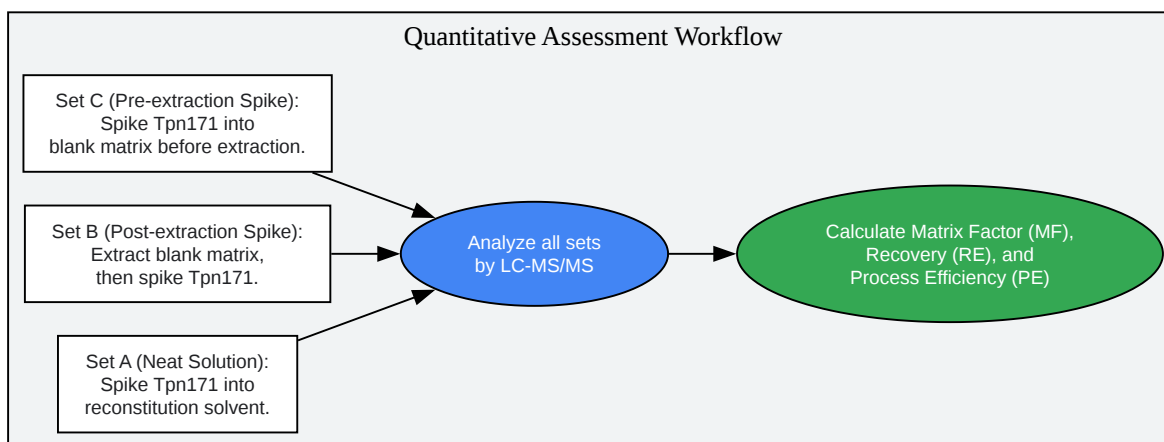 Quantitative Assessment Workflow
Set C (Pre-extraction Spike):
Spike Tpn171 into
blank matrix before extraction.
Set B (Post-extraction Spike):
Extract blank matrix,
then spike Tpn171.
Set A (Neat Solution):
Spike Tpn171 into
reconstitution solvent.
Analyze all sets
by LC-MS/MS
Calculate Matrix Factor (MF),
Recovery (RE), and
Process Efficiency (PE)